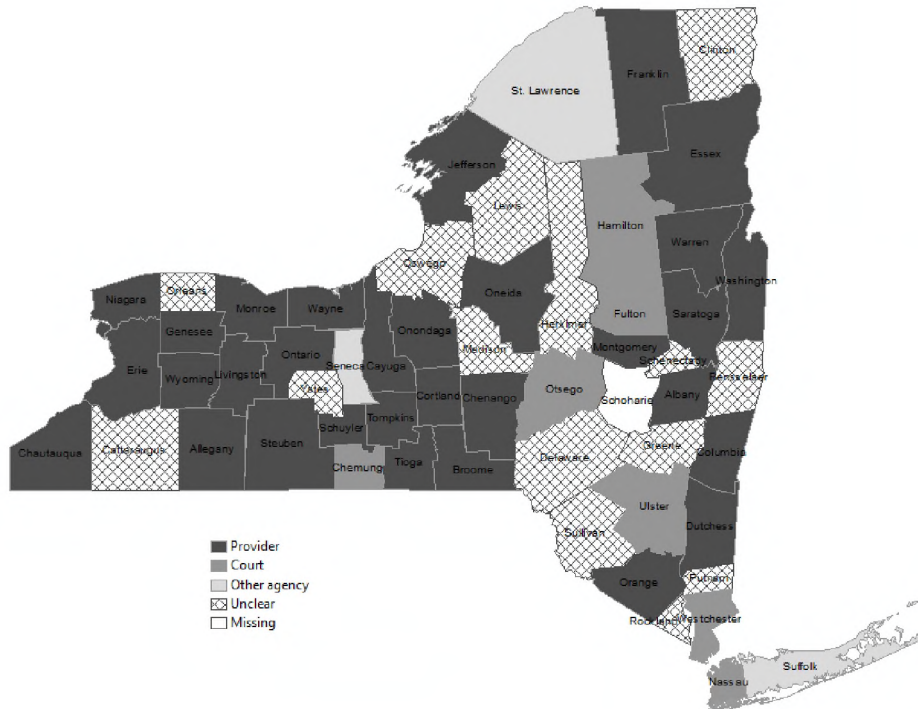 Clinton
Franklin
St. Lawrence
Essex
Jefferson
Lewis
Hamilton
Warren
Oswego
Washington
Oneida
Niagara
Orleans
Monroe
Wayne
Herkimer
Fulton
Saratoga
Genesee
Onondaga
Madison
Montgomery
Schenectady
Ontario
Seneca
Cayuga
Erie
Wyoming
Livingston
Yates
Rensselaer
Otsego
Schoharie
Albany
Cortland
Chenango
Tompkins
Schuyler
Steuben
Chautauqua
Cattaraugus
Allegany
Greene
Columbia
Delaware
Chemung
Tioga
Broome
Ulster
Sullivan
Dutchess
Orange
Putnam
Rockland
Westchester
Suffolk
Nassau
Provider
Court
Other agency
Unclear
Missing